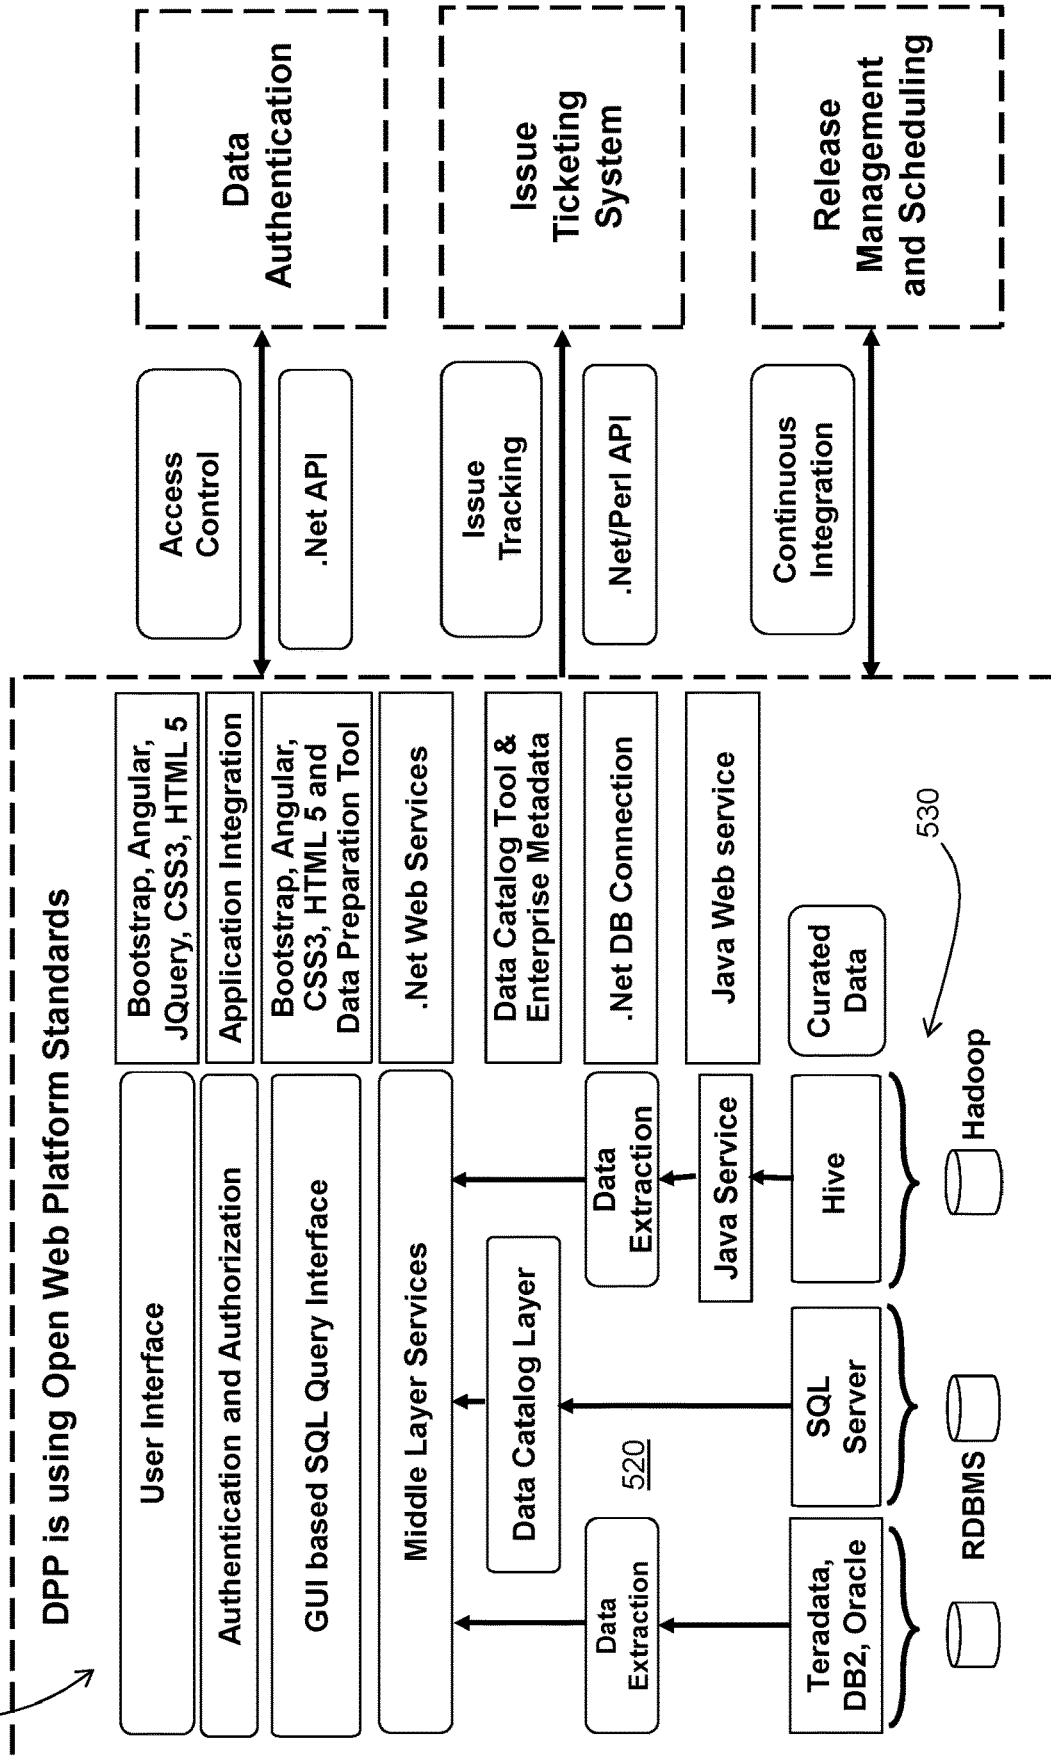 DPP is using Open Web Platform Standards
User Interface
Bootstrap, Angular,
JQuery, CSS3, HTML 5
Authentication and Authorization
Application Integration
GUI based SQL Query Interface
Bootstrap, Angular,
CSS3, HTML 5 and
Data Preparation Tool
Middle Layer Services
.Net Web Services
Data Catalog Layer
Data Catalog Tool &
Enterprise Metadata
Data
Extraction
520
Data
Extraction
.Net DB Connection
Java Service
Java Web service
Teradata,
DB2, Oracle
SQL
Server
Hive
Curated
Data
RDBMS
Hadoop
530
Access
Control
.Net API
Data
Authentication
Issue
Tracking
.Net/Perl API
Issue
Ticketing
System
Continuous
Integration
Release
Management
and Scheduling